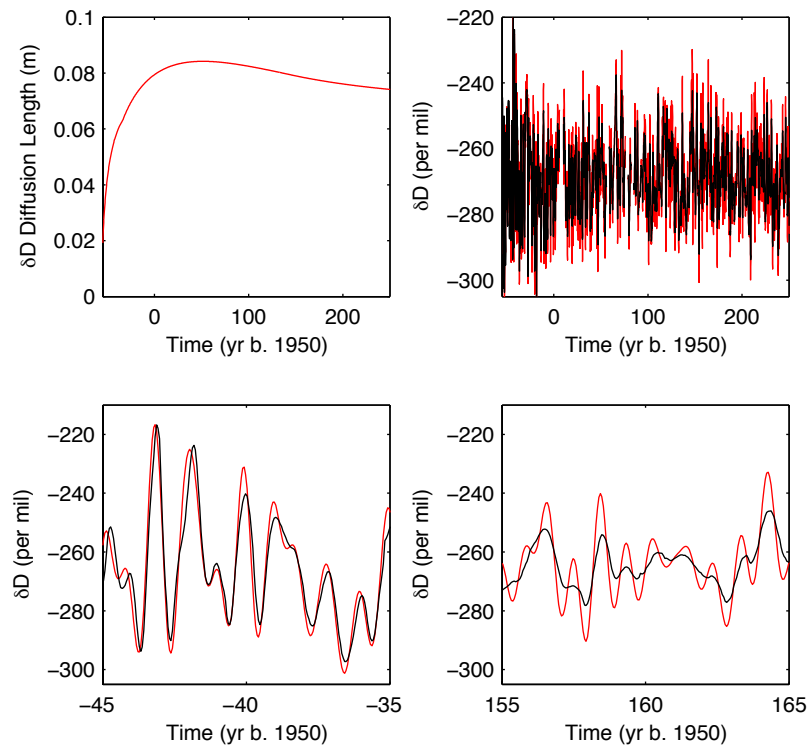 0.1
0.08
0.06
0.04
0.02
0
δD Diffusion Length (m)
0 100 200
Time (yr b. 1950)
−220
−240
−260
−280
−300
δD (per mil)
0 100 200
Time (yr b. 1950)
−220
−240
−260
−280
−300
δD (per mil)
−45 −40 −35
Time (yr b. 1950)
−220
−240
−260
−280
−300
δD (per mil)
155 160 165
Time (yr b. 1950)